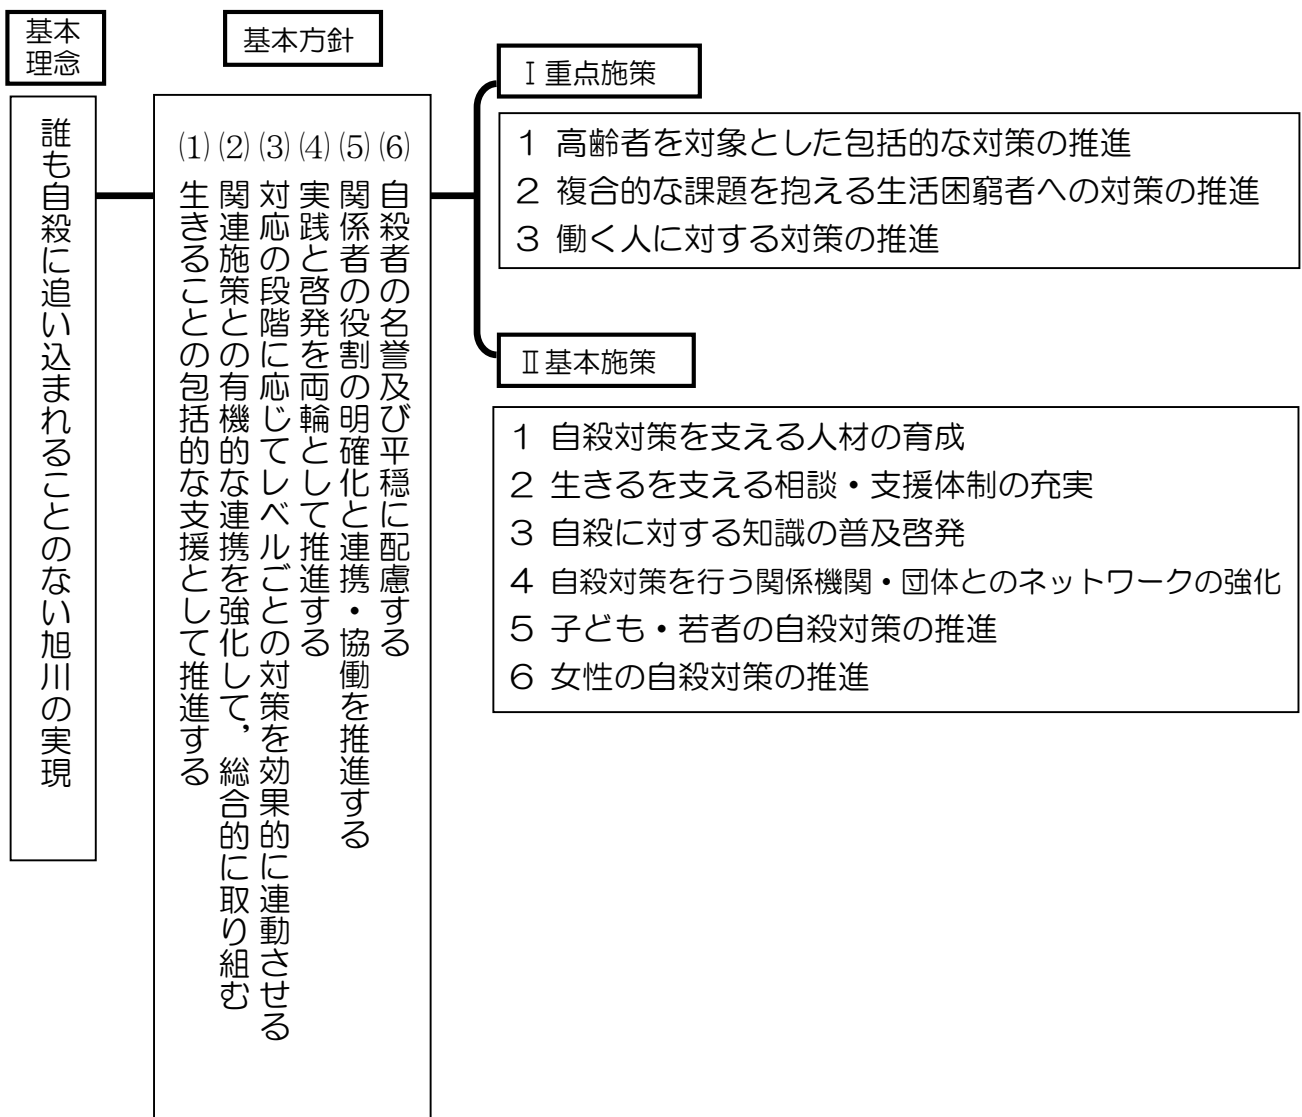 基本
理念
誰も自殺に追い込まれることのない旭川の実現
基本方針
(1) 生きることの包括的な支援として推進する
(2) 関連施策との有機的な連携を強化して，総合的に取り組む
(3) 対応の段階に応じてレベルごとの対策を効果的に連動させる
(4) 実践と啓発を両輪として推進する
(5) 関係者の役割の明確化と連携・協働を推進する
(6) 自殺者の名誉及び平穏に配慮する
Ⅰ重点施策
１ 高齢者を対象とした包括的な対策の推進
２ 複合的な課題を抱える生活困窮者への対策の推進
３ 働く人に対する対策の推進
Ⅱ基本施策
１ 自殺対策を支える人材の育成
２ 生きるを支える相談・支援体制の充実
３ 自殺に対する知識の普及啓発
４ 自殺対策を行う関係機関・団体とのネットワークの強化
５ 子ども・若者の自殺対策の推進
６ 女性の自殺対策の推進